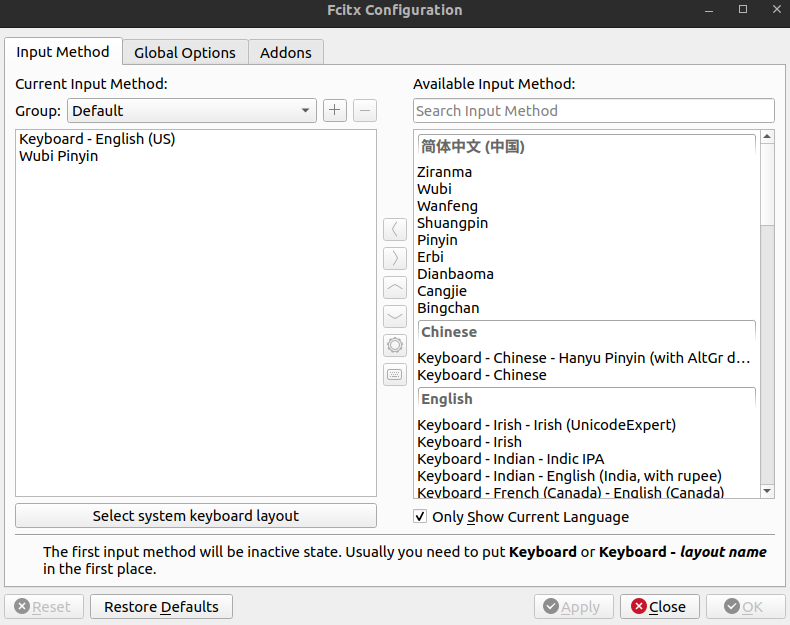 Fcitx Configuration
Input Method
Global Options
Addons
Current Input Method:
Group: Default
Keyboard - English (US)
Wubi Pinyin
Select system keyboard layout
Available Input Method:
Search Input Method
简体中文 (中国)
Ziranma
Wubi
Wanfeng
Shuangpin
Pinyin
Erbi
Dianbaoma
Cangjie
Bingchan
Chinese
Keyboard - Chinese - Hanyu Pinyin (with AltGr d…
Keyboard - Chinese
English
Keyboard - Irish - Irish (UnicodeExpert)
Keyboard - Irish
Keyboard - Indian - Indic IPA
Keyboard - Indian - English (India, with rupee)
Keyboard - French (Canada) - English (Canada)
Only Show Current Language
The first input method will be inactive state. Usually you need to put Keyboard or Keyboard - layout name
in the first place.
Reset
Restore Defaults
Apply
Close
OK